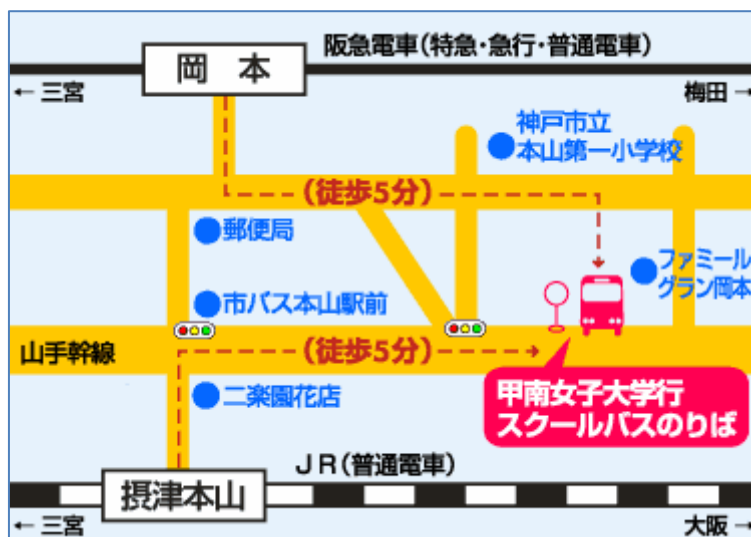 阪急電車(特急・急行・普通電車)
岡 本
← 三宮
梅田 →
神戸市立
本山第一小学校
(徒歩5分)
郵便局
ファミール
グラン岡本
市バス本山駅前
山手幹線
(徒歩5分)
甲南女子大学行
スクールバスのりば
二楽園花店
JR(普通電車)
摂津本山
← 三宮
大阪 →